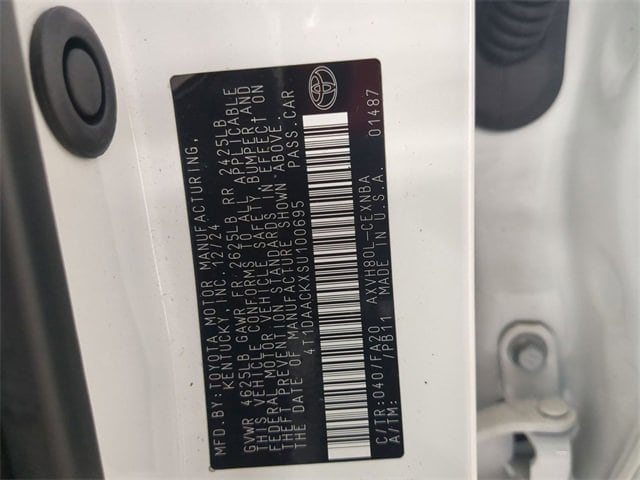 MFD.BY:TOYOTA MOTOR MANUFACTURING,
KENTUCKY, INC. 12/24
GVWR 4625LB GAWR FR 2625LB RR 2425LB
THIS VEHICLE CONFORMS TO ALL APPLICABLE
FEDERAL MOTOR VEHICLE SAFETY, BUMPER, AND
THEFT PREVENTION STANDARDS IN EFFECT ON
THE DATE OF MANUFACTURE SHOWN ABOVE.
4T1DAACKXSU100695 PASS.CAR
C/TR:040/FA20 AXVH80L-CEXNBA
A/TM: /PB11 MADE IN U.S.A. 01487